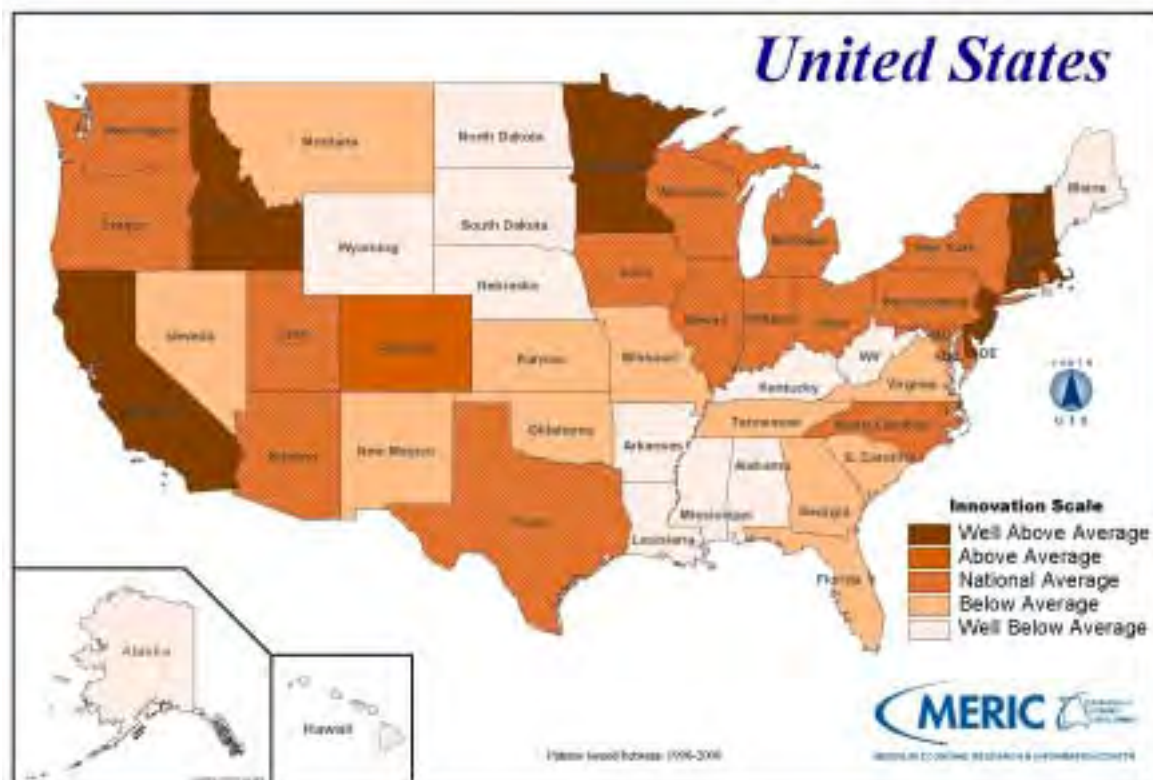 United States
Washington
Montana
North Dakota
Maine
Oregon
Wyoming
South Dakota
Wisconsin
Michigan
New York
Nebraska
Iowa
Pennsylvania
Nevada
Utah
Colorado
Kansas
Missouri
Illinois
Indiana
Ohio
WV
DE
Kentucky
Virginia
Arizona
New Mexico
Oklahoma
Arkansas
Tennessee
North Carolina
S. Carolina
Texas
Louisiana
Mississippi
Alabama
Georgia
Florida
Alaska
Hawaii
Innovation Scale
Well Above Average
Above Average
National Average
Below Average
Well Below Average
MERIC